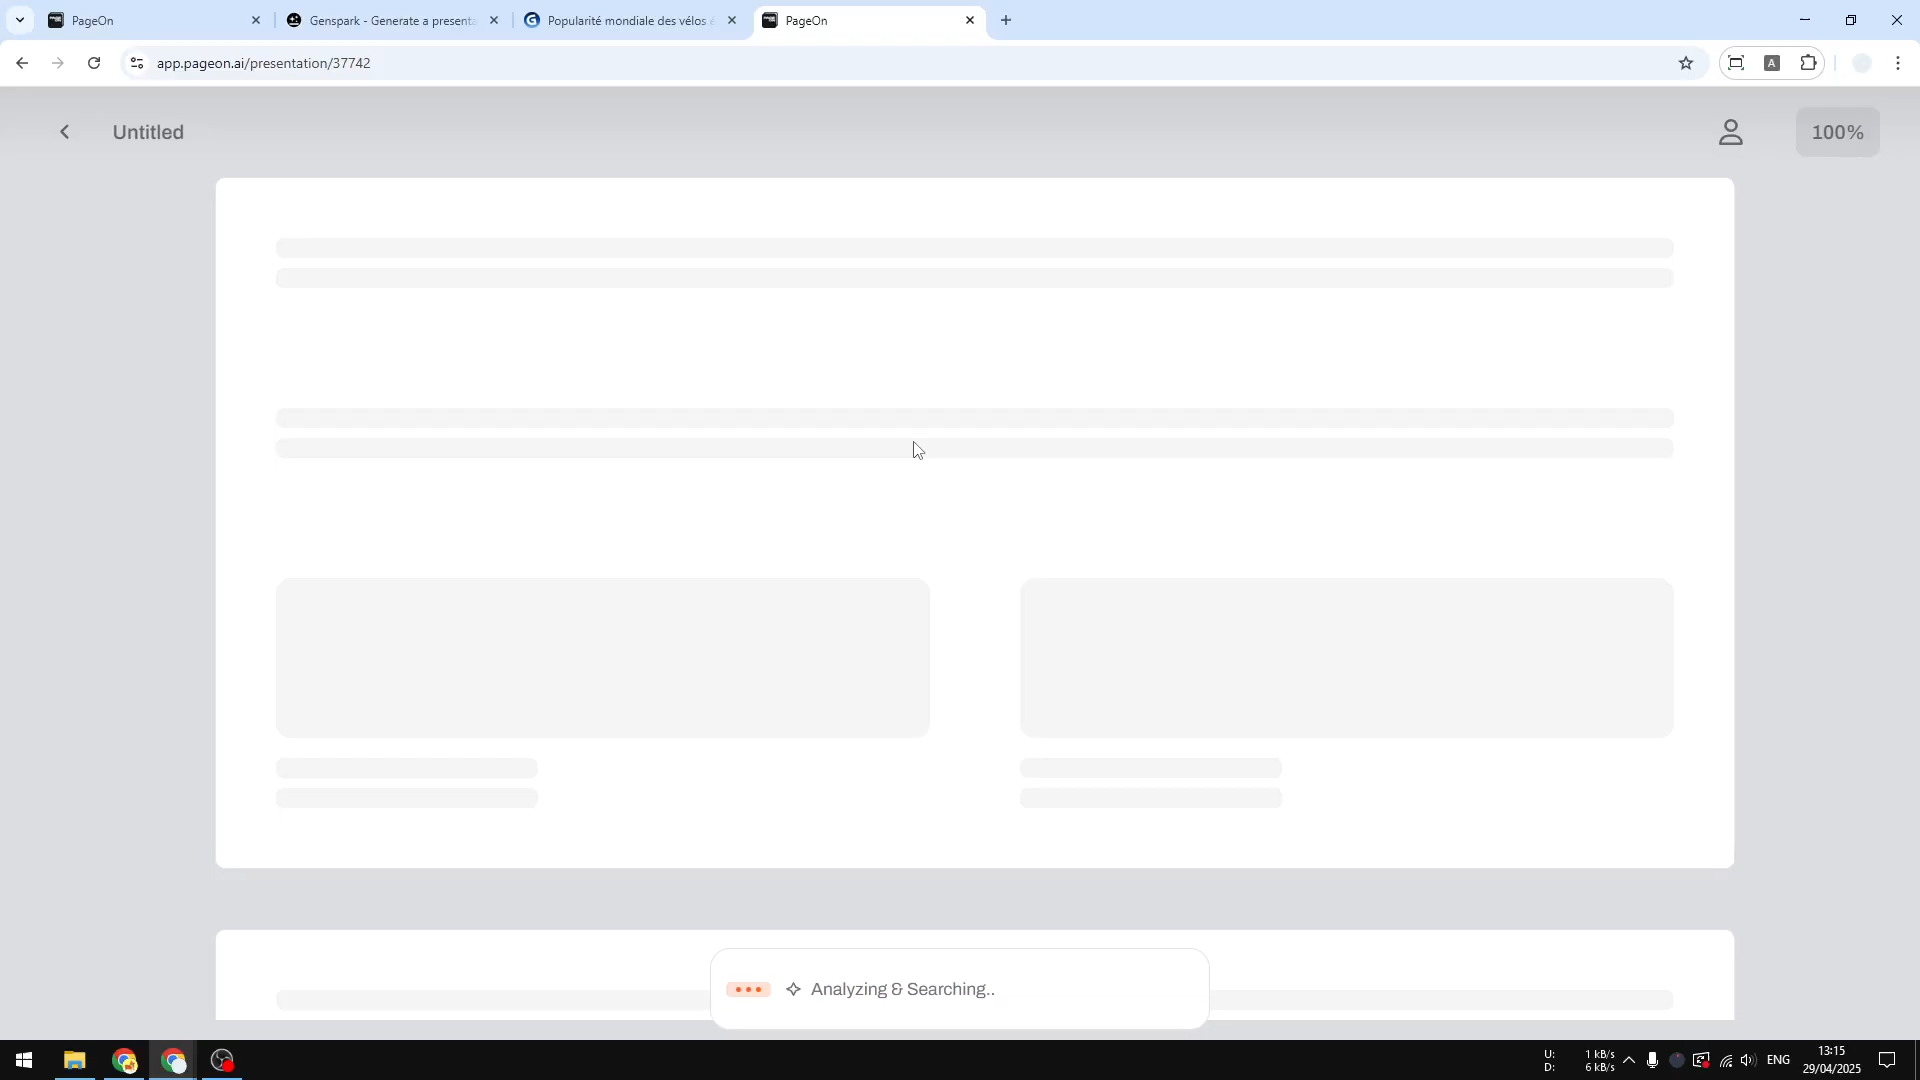 PageOn
Genspark - Generate a presenta
Popularité mondiale des vélos é
PageOn
app.pageon.ai/presentation/37742
A
Untitled
100%
Analyzing & Searching..
U: 1 kB/s
D: 6 kB/s
ENG
13:15
29/04/2025